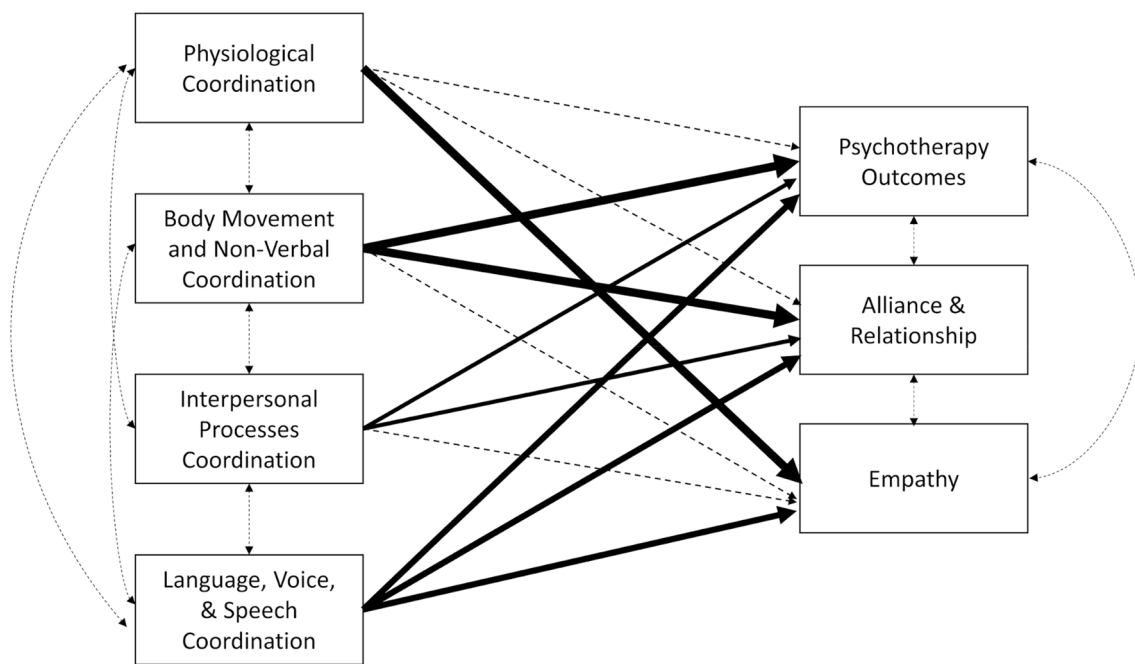 Physiological
Coordination
Body Movement
and Non-Verbal
Coordination
Interpersonal
Processes
Coordination
Language, Voice,
& Speech
Coordination
Psychotherapy
Outcomes
Alliance &
Relationship
Empathy